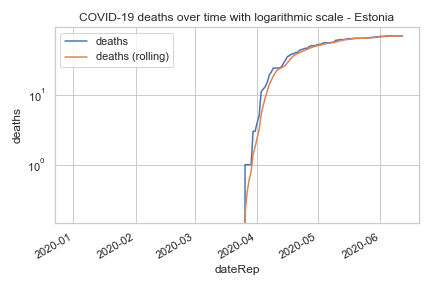 COVID-19 deaths over time with logarithmic scale - Estonia
deaths
deaths (rolling)
10¹
10⁰
deaths
2020-01
2020-02
2020-03
2020-04
2020-05
2020-06
dateRep